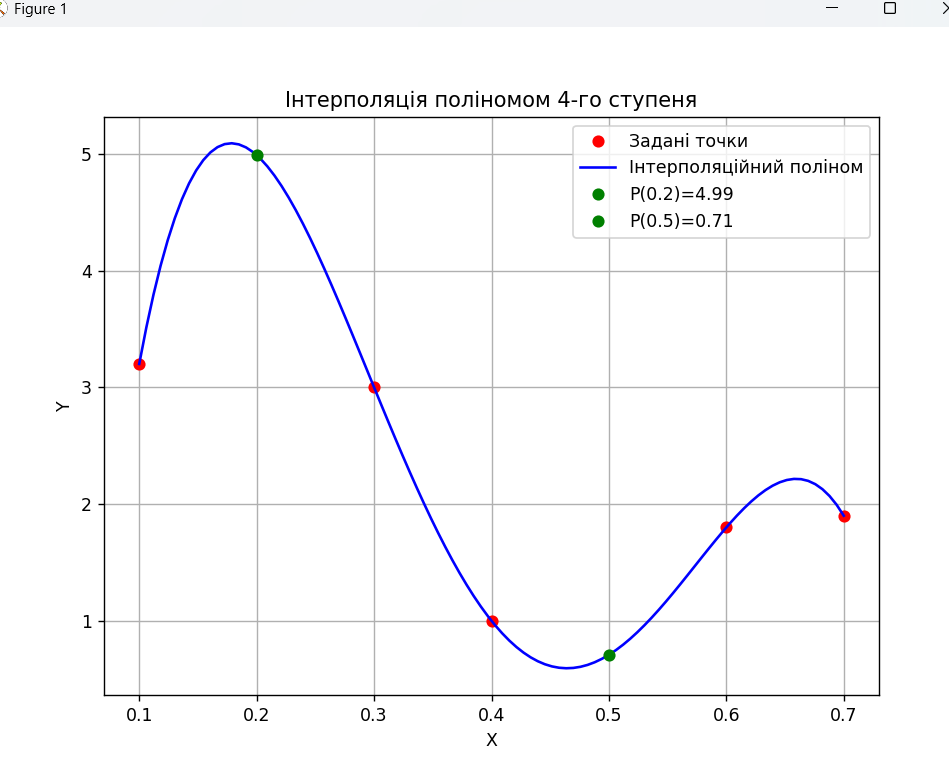 Figure 1
Інтерполяція поліномом 4-го ступеня
Задані точки
Інтерполяційний поліном
P(0.2)=4.99
P(0.5)=0.71
5
4
3
2
1
Y
0.1 0.2 0.3 0.4 0.5 0.6 0.7
X